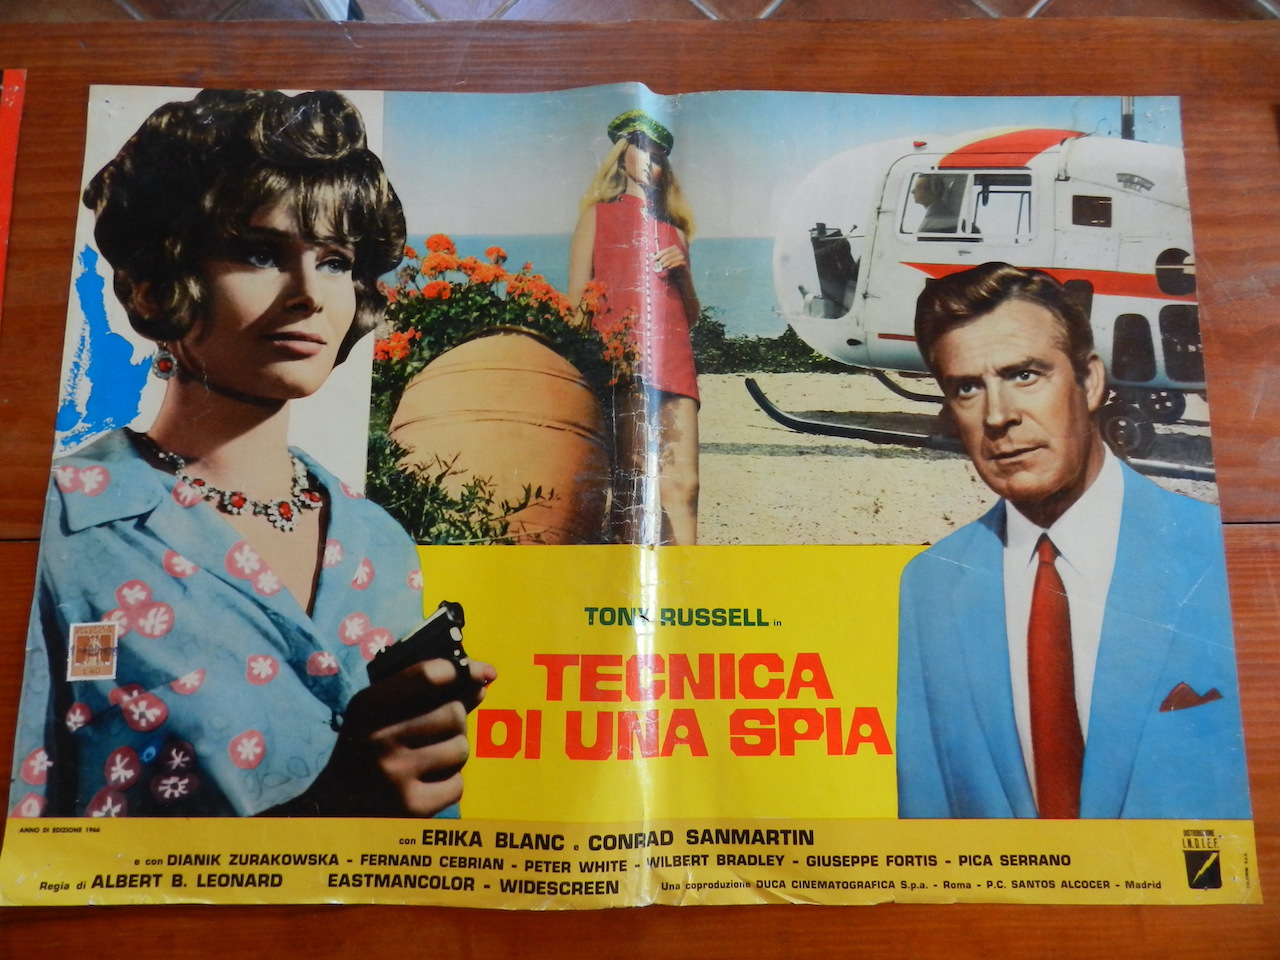 TONY RUSSELL in
TECNICA
DI UNA SPIA
ANNO DI EDIZIONE 1966
con ERIKA BLANC e CONRAD SANMARTIN
e con DIANIK ZURAKOWSKA - FERNAND CEBRIAN - PETER WHITE - WILBERT BRADLEY - GIUSEPPE FORTIS - PICA SERRANO
Regia di ALBERT B. LEONARD EASTMANCOLOR - WIDESCREEN Una coproduzione DUCA CINEMATOGRAFICA S.p.a. - Roma - P.C. SANTOS ALCOCER - Madrid
DISTRIBUZIONE
I.N.D.I.E.F.
BELL